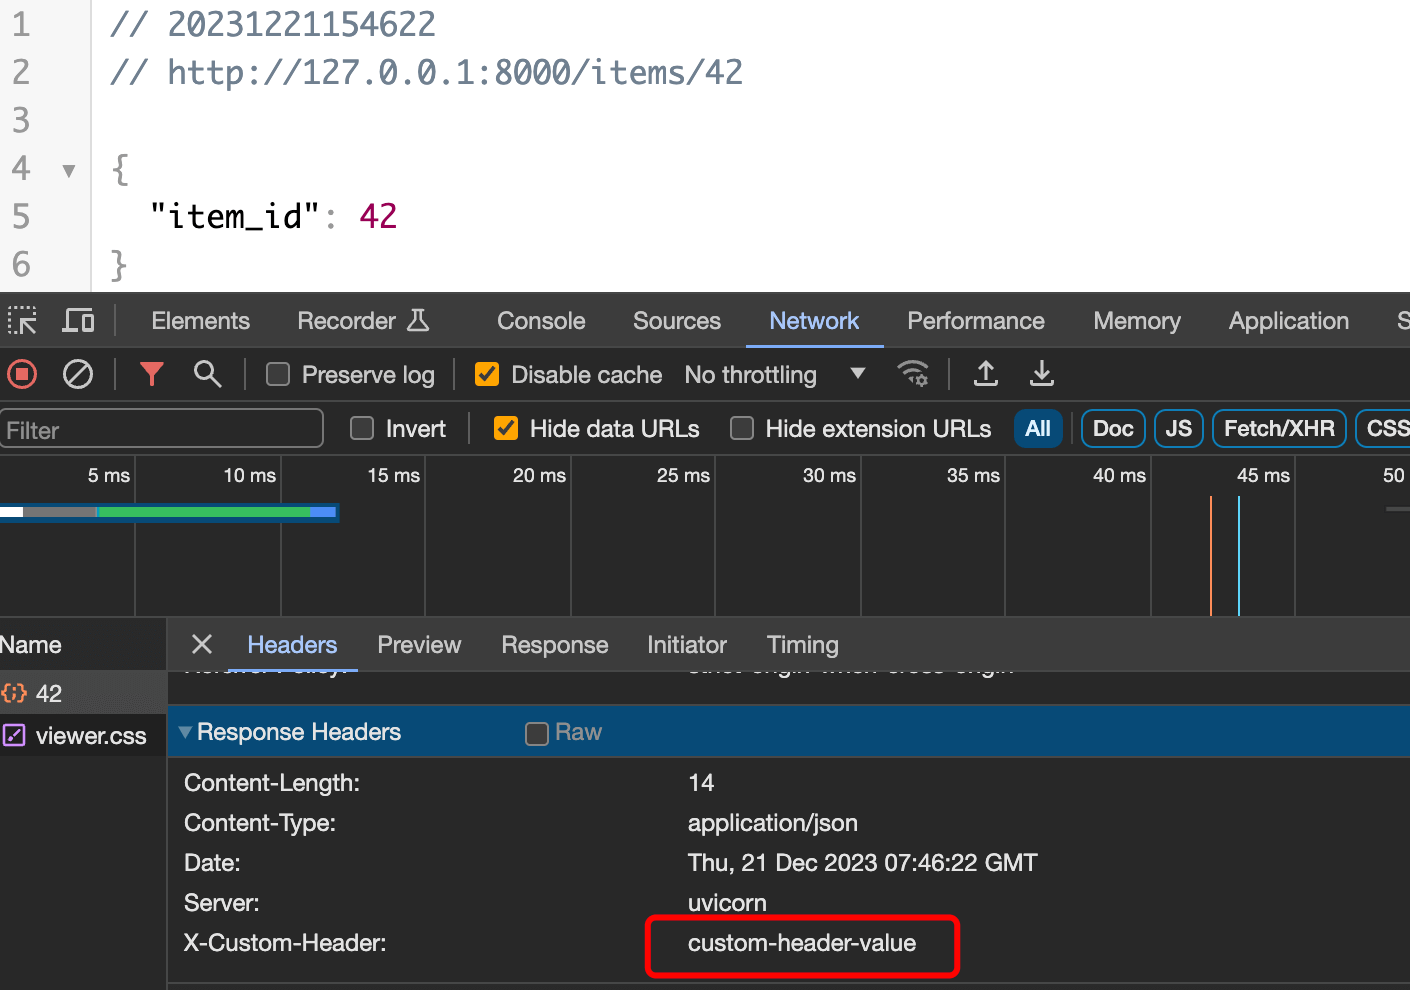 1 // 20231221154622
2 // http://127.0.0.1:8000/items/42
3
4 {
5 "item_id": 42
6 }
Elements Recorder Console Sources Network Performance Memory Application S
Preserve log Disable cache No throttling
Filter Invert Hide data URLs Hide extension URLs All Doc JS Fetch/XHR CSS
5 ms 10 ms 15 ms 20 ms 25 ms 30 ms 35 ms 40 ms 45 ms 50
Name Headers Preview Response Initiator Timing
42
viewer.css
Response Headers Raw
Content-Length: 14
Content-Type: application/json
Date: Thu, 21 Dec 2023 07:46:22 GMT
Server: uvicorn
X-Custom-Header: custom-header-value